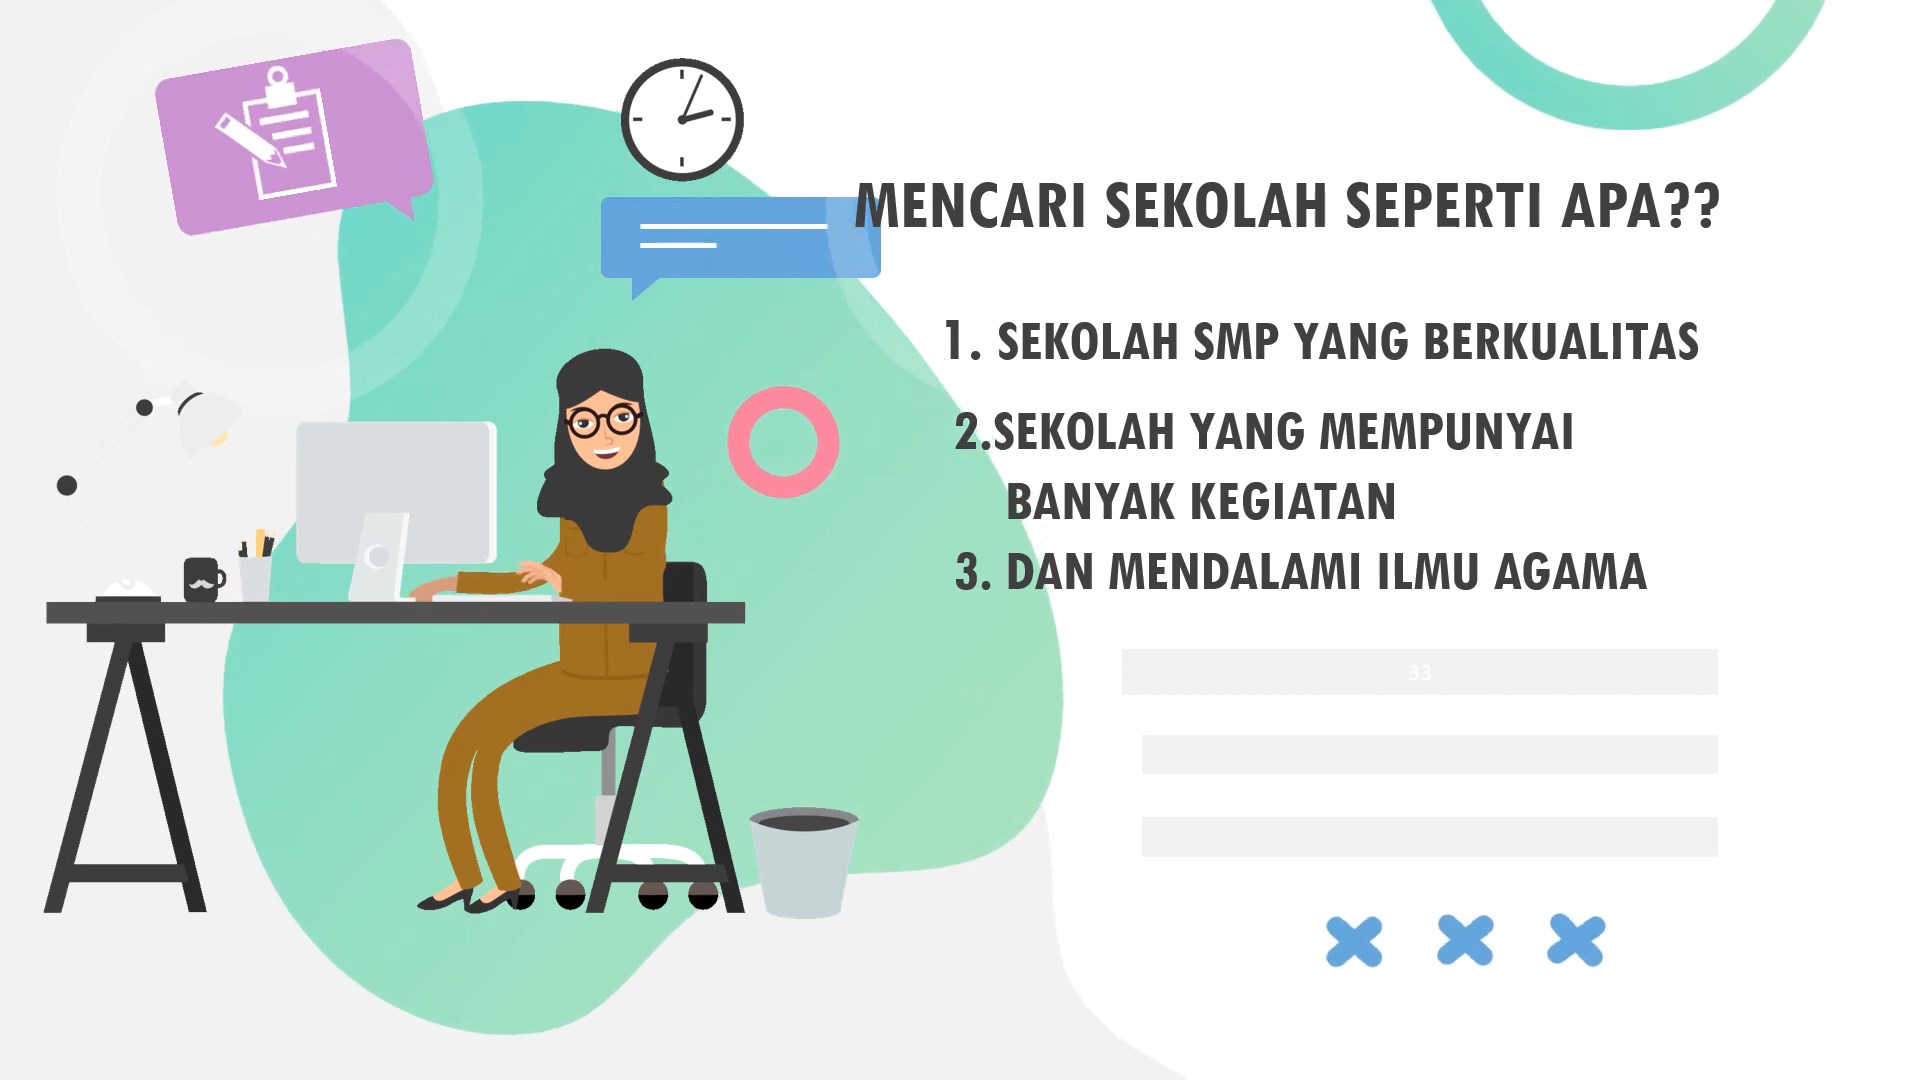 MENCARI SEKOLAH SEPERTI APA??
1. SEKOLAH SMP YANG BERKUALITAS
2.SEKOLAH YANG MEMPUNYAI
BANYAK KEGIATAN
3. DAN MENDALAMI ILMU AGAMA
33